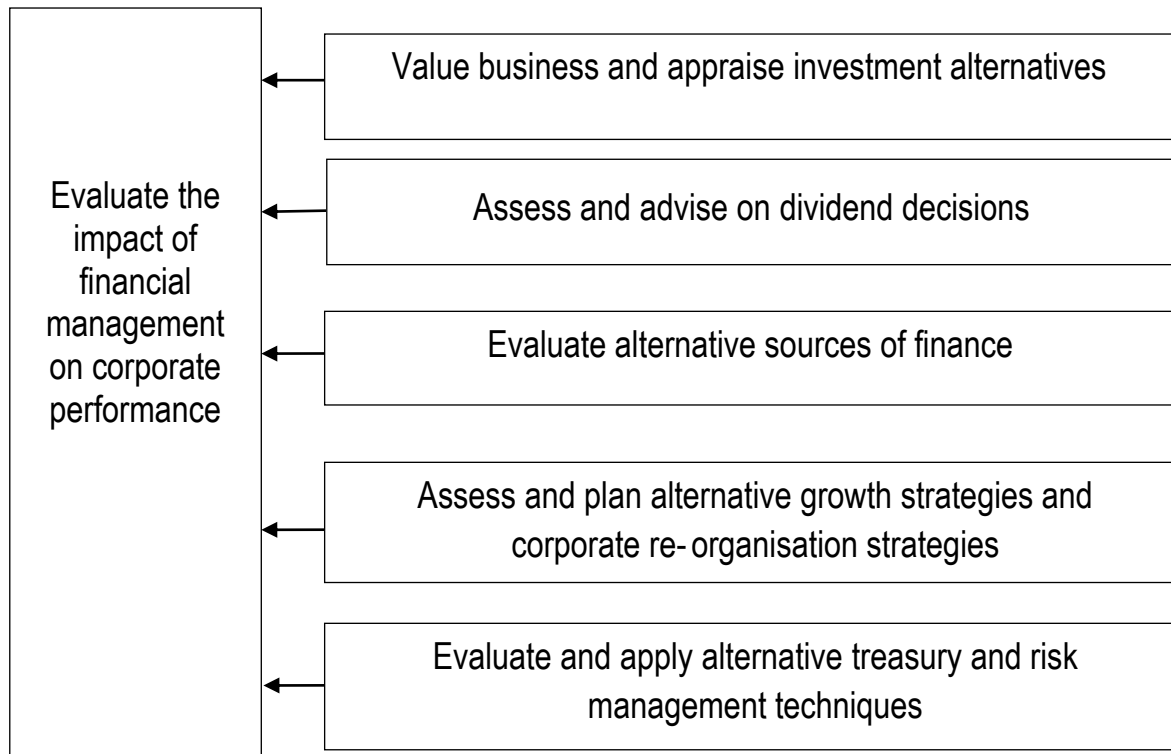 Evaluate the
impact of
financial
management
on corporate
performance
Value business and appraise investment alternatives
Assess and advise on dividend decisions
Evaluate alternative sources of finance
Assess and plan alternative growth strategies and
corporate re- organisation strategies
Evaluate and apply alternative treasury and risk
management techniques